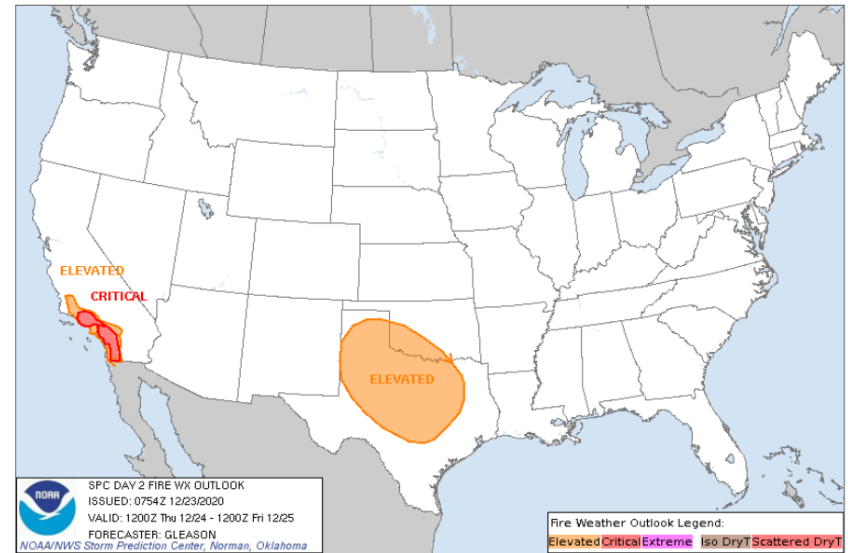 ELEVATED
CRITICAL
ELEVATED
NOAA
SPC DAY 2 FIRE WX OUTLOOK
ISSUED: 0754Z 12/23/2020
VALID: 1200Z Thu 12/24 - 1200Z Fri 12/25
FORECASTER: GLEASON
NOAA/NWS Storm Prediction Center, Norman, Oklahoma
Fire Weather Outlook Legend:
Elevated Critical Extreme Iso DryT Scattered DryT